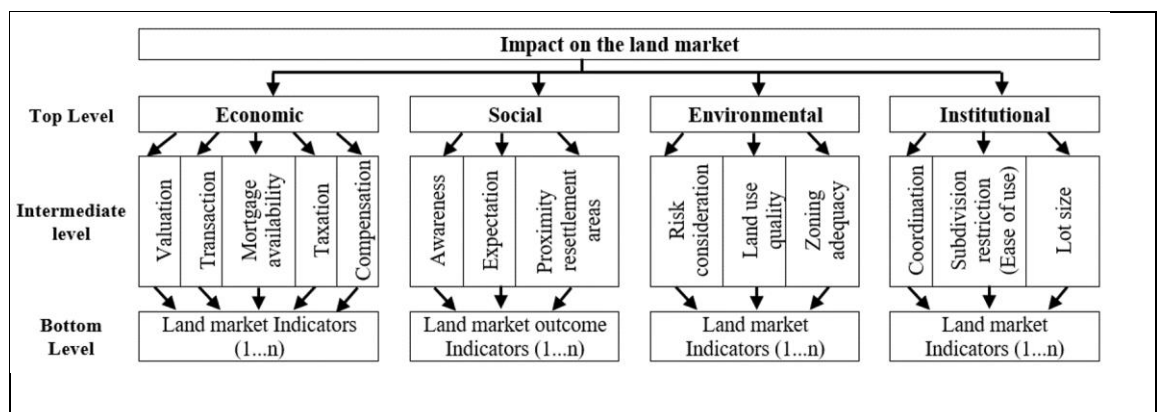 Impact on the land market
Top Level
Economic
Social
Environmental
Institutional
Intermediate
level
Valuation
Transaction
Mortgage
availability
Taxation
Compensation
Awareness
Expectation
Proximity
resettlement
areas
Risk
consideration
Land use
quality
Zoning
adequacy
Coordination
Subdivision
restriction
(Ease of use)
Lot size
Bottom
Level
Land market Indicators
(1...n)
Land market outcome
Indicators (1...n)
Land market
Indicators (1...n)
Land market
Indicators (1...n)